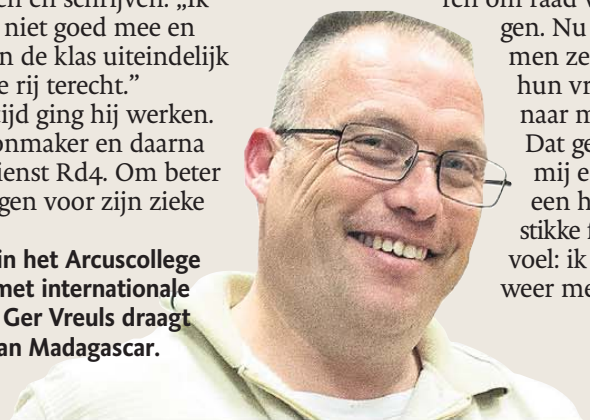 en en schrijven. „Ik
niet goed mee en
n de klas uiteindelijk
e rij terecht.”
ijd ging hij werken.
onmaker en daarna
ienst Rd4. Om beter
gen voor zijn zieke
in het Arcuscollege
met internationale
Ger Vreuls draagt
an Madagascar.
ren om raad
gen. Nu
men ze
hun vr
naar m
Dat ge
mij e
een h
stikke f
voel: ik
weer me